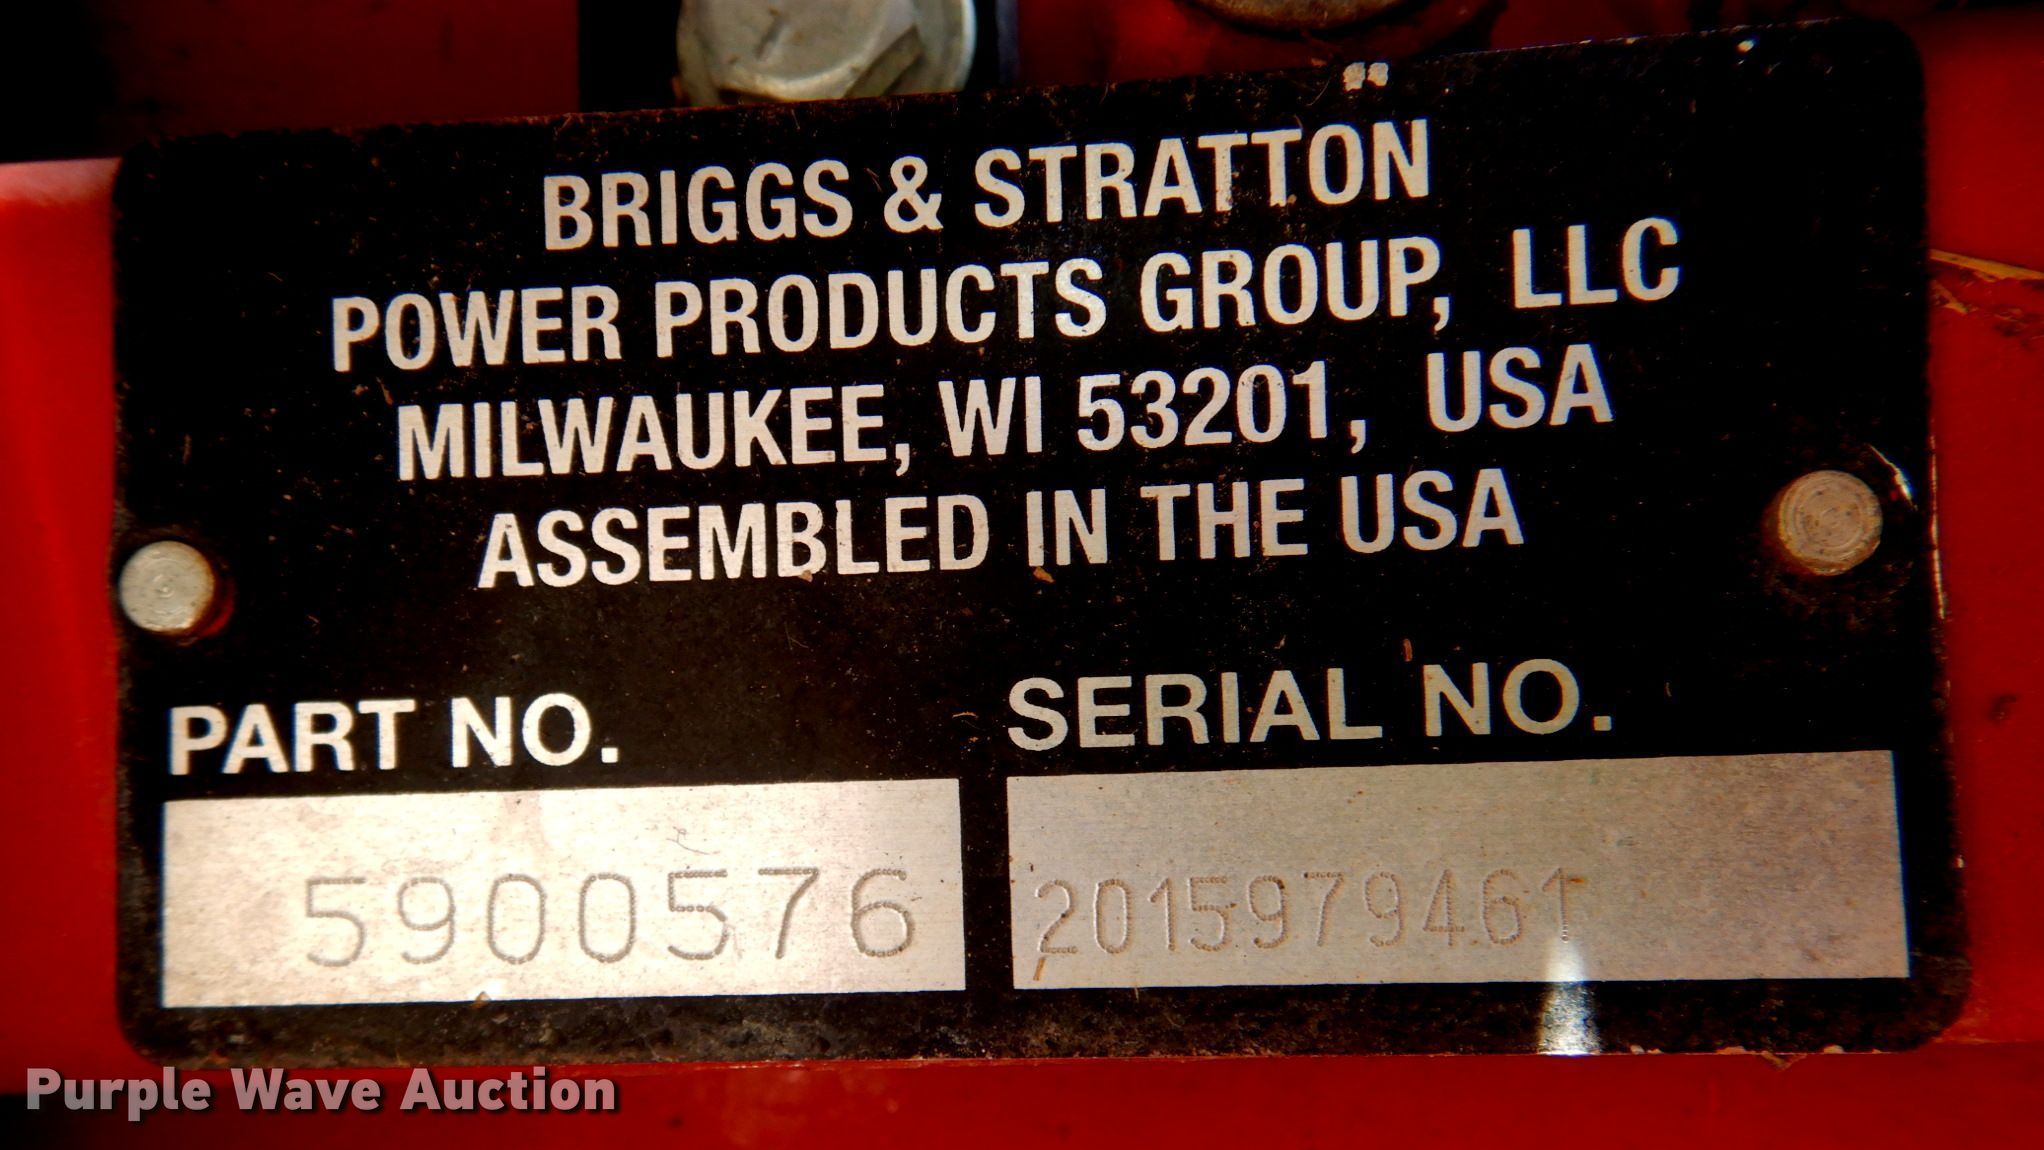 BRIGGS & STRATTON
POWER PRODUCTS GROUP, LLC
MILWAUKEE, WI 53201, USA
ASSEMBLED IN THE USA
PART NO. SERIAL NO.
5900576 2015979461
Purple Wave Auction